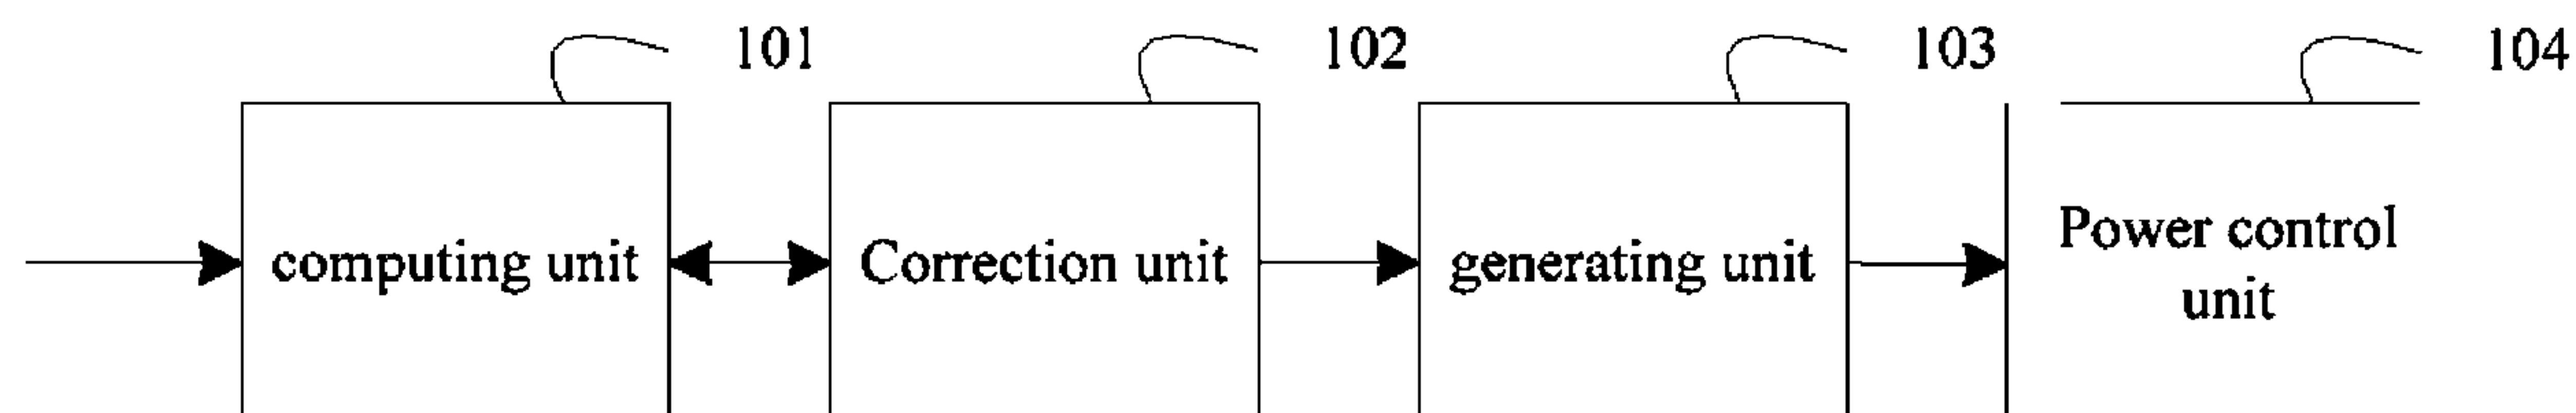 101
102
103
104
computing unit
Correction unit
generating unit
Power control
unit